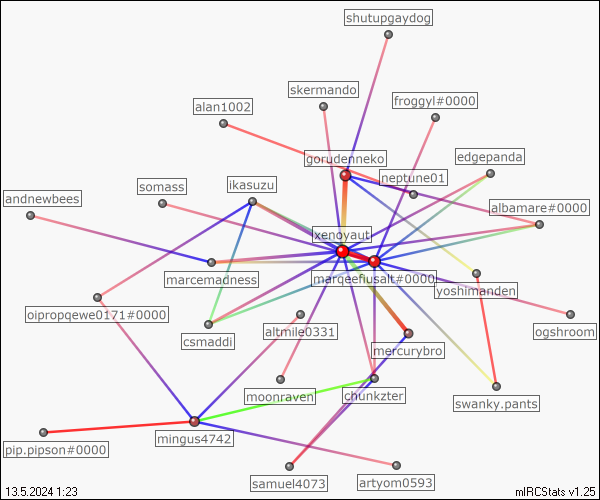 shutupgaydog
skermando
froggyl#0000
alan1002
gorudenneko
edgepanda
neptune01
ikasuzu
somass
andnewbees
albamare#0000
xenoyaut
marcemadness
marqeefiusalt#0000
yoshimanden
oipropqewe0171#0000
altmile0331
ogshroom
csmaddi
mercurybro
moonraven
chunkzter
swanky.pants
mingus4742
pip.pipson#0000
samuel4073
artyom0593
13.5.2024 1:23
mIRCStats v1.25